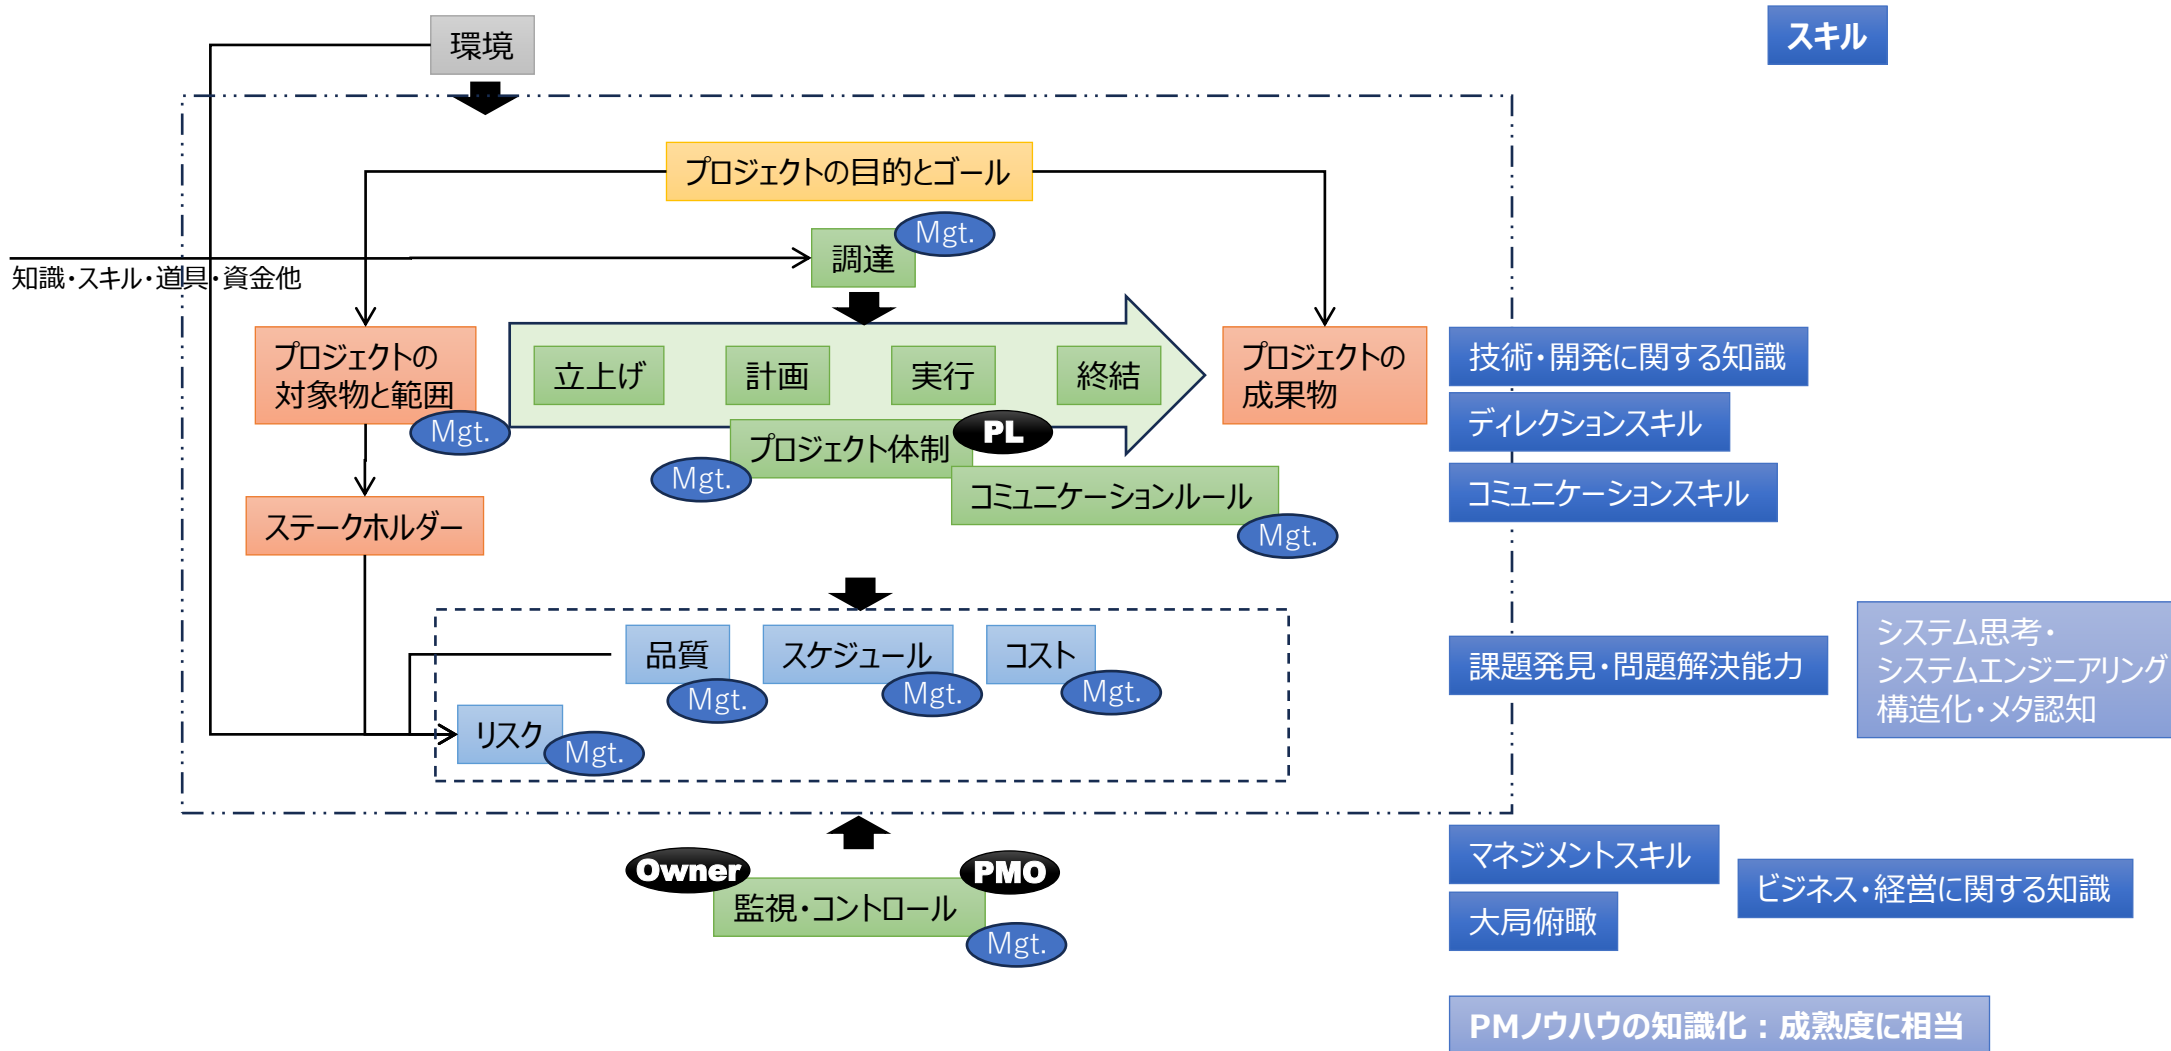 環境
スキル
プロジェクトの目的とゴール
調達
Mgt.
知識・スキル・道具・資金他
プロジェクトの
対象物と範囲
Mgt.
立上げ
計画
実行
終結
プロジェクトの
成果物
技術・開発に関する知識
ディレクションスキル
コミュニケーションスキル
プロジェクト体制
PL
Mgt.
コミュニケーションルール
Mgt.
ステークホルダー
品質
Mgt.
スケジュール
Mgt.
コスト
Mgt.
リスク
Mgt.
課題発見・問題解決能力
システム思考・
システムエンジニアリング
構造化・メタ認知
Owner
PMO
監視・コントロール
Mgt.
マネジメントスキル
ビジネス・経営に関する知識
大局俯瞰
PMノウハウの知識化：成熟度に相当